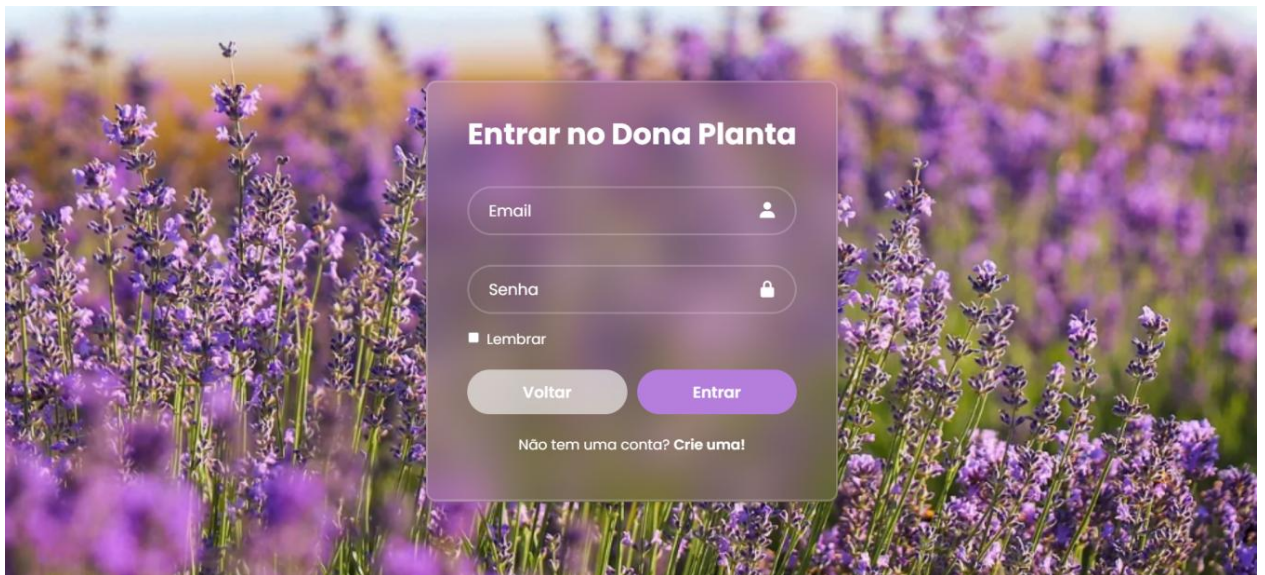 Entrar no Dona Planta
Email
Senha
Lembrar
Voltar Entrar
Não tem uma conta? Crie uma!